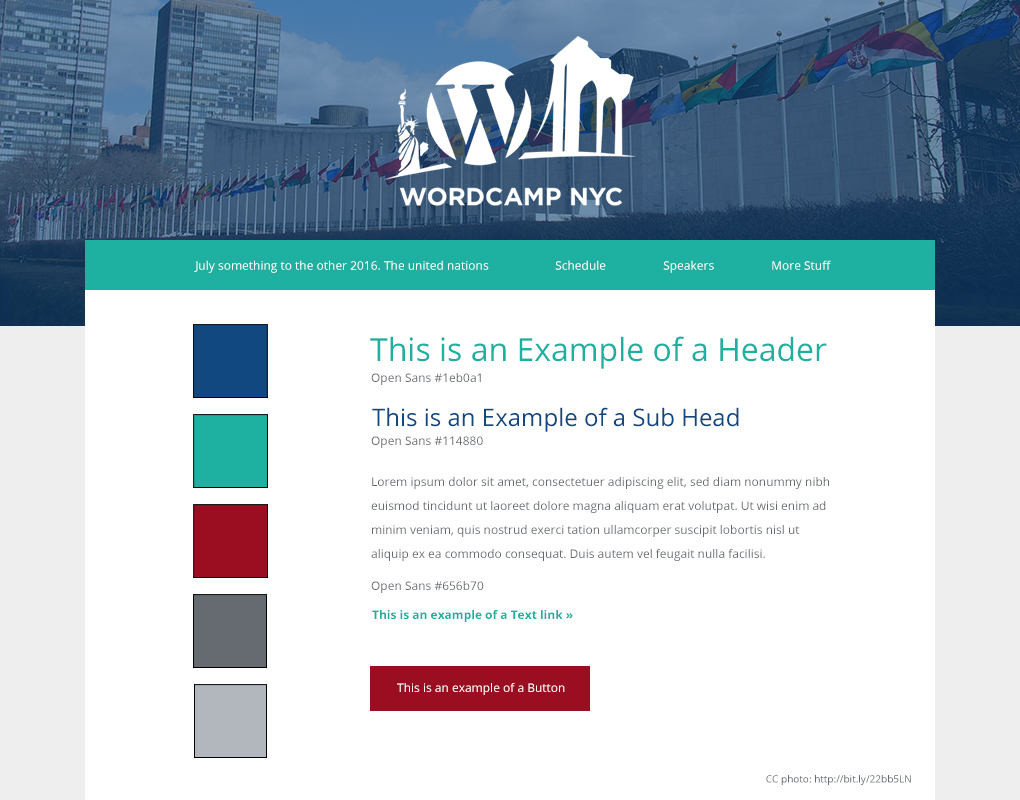 WORDCAMP NYC
July something to the other 2016. The united nations Schedule Speakers More Stuff
This is an Example of a Header
Open Sans #1eb0a1
This is an Example of a Sub Head
Open Sans #114880
Lorem ipsum dolor sit amet, consectetuer adipiscing elit, sed diam nonummy nibh
euismod tincidunt ut laoreet dolore magna aliquam erat volutpat. Ut wisi enim ad
minim veniam, quis nostrud exerci tation ullamcorper suscipit lobortis nisl ut
aliquip ex ea commodo consequat. Duis autem vel feugait nulla facilisi.
Open Sans #656b70
This is an example of a Text link »
This is an example of a Button
CC photo: http://bit.ly/22bb5LN